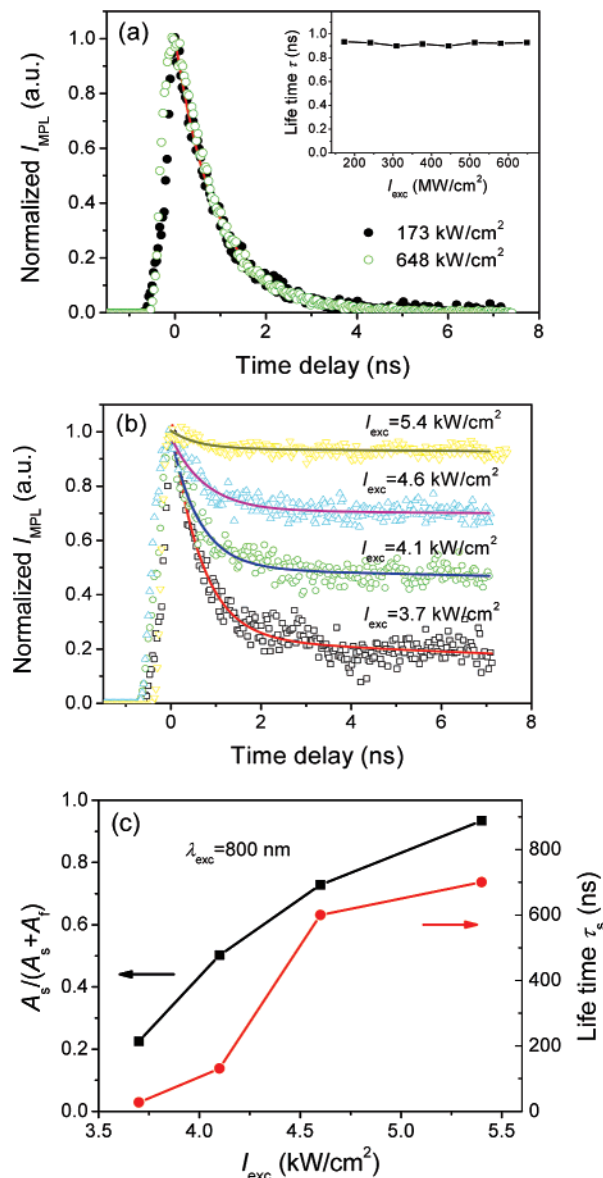 (a)
Normalized I_MPL (a.u.)
1.0
0.8
0.6
0.4
0.2
0.0
0 2 4 6 8
Time delay (ns)
Life time τ (ns)
1.0
0.8
0.6
0.4
0.2
0.0
200 300 400 500 600
I_exc (MW/cm²)
173 kW/cm²
648 kW/cm²
(b)
Normalized I_MPL (a.u.)
1.0
0.8
0.6
0.4
0.2
0.0
I_exc=5.4 kW/cm²
I_exc=4.6 kW/cm²
I_exc=4.1 kW/cm²
I_exc=3.7 kW/cm²
0 2 4 6 8
Time delay (ns)
(c)
λ_exc=800 nm
A_s/(A_s+A_f)
1.0
0.8
0.6
0.4
0.2
0.0
800
600
400
200
0
Life time τ_s (ns)
3.5 4.0 4.5 5.0 5.5
I_exc (kW/cm²)